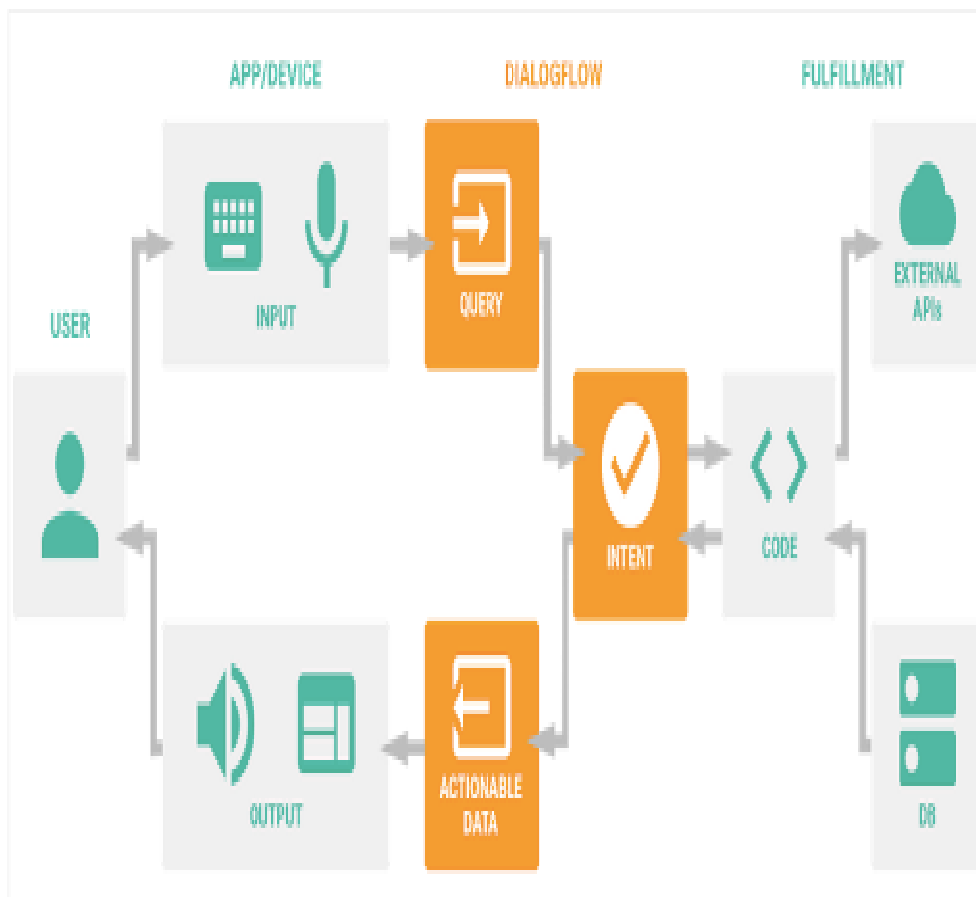 APP/DEVICE
DIALOGFLOW
FULFILLMENT
USER
INPUT
QUERY
EXTERNAL
APIs
INTENT
CODE
OUTPUT
ACTIONABLE
DATA
DB